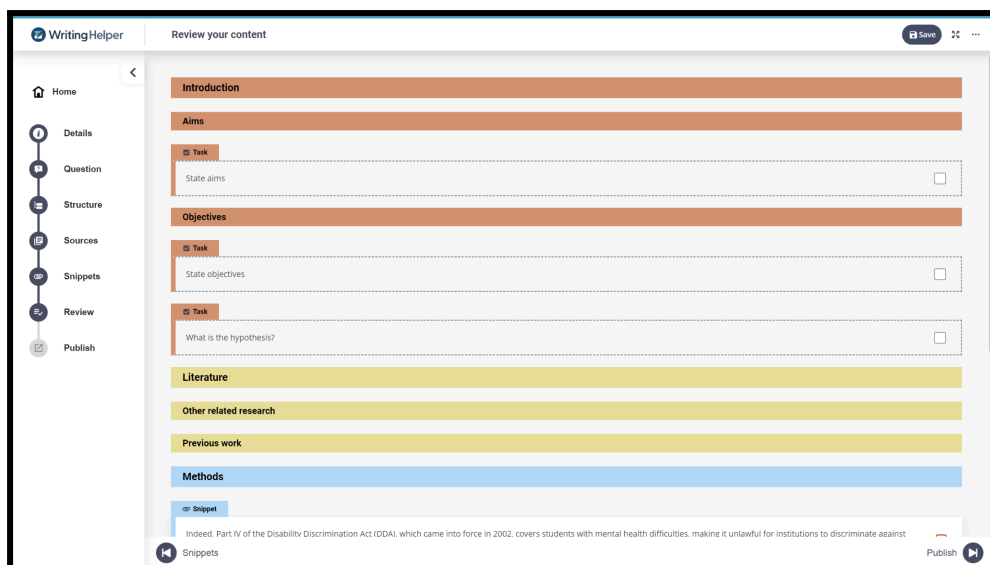 WritingHelper
Review your content
Save
Home
Details
Question
Structure
Sources
Snippets
Review
Publish
Introduction
Aims
Task
State aims
Objectives
Task
State objectives
Task
What is the hypothesis?
Literature
Other related research
Previous work
Methods
Snippet
Indeed, Part IV of the Disability Discrimination Act (DDA), which came into force in 2002, covers students with mental health difficulties, making it unlawful for institutions to discriminate against
Snippets
Publish